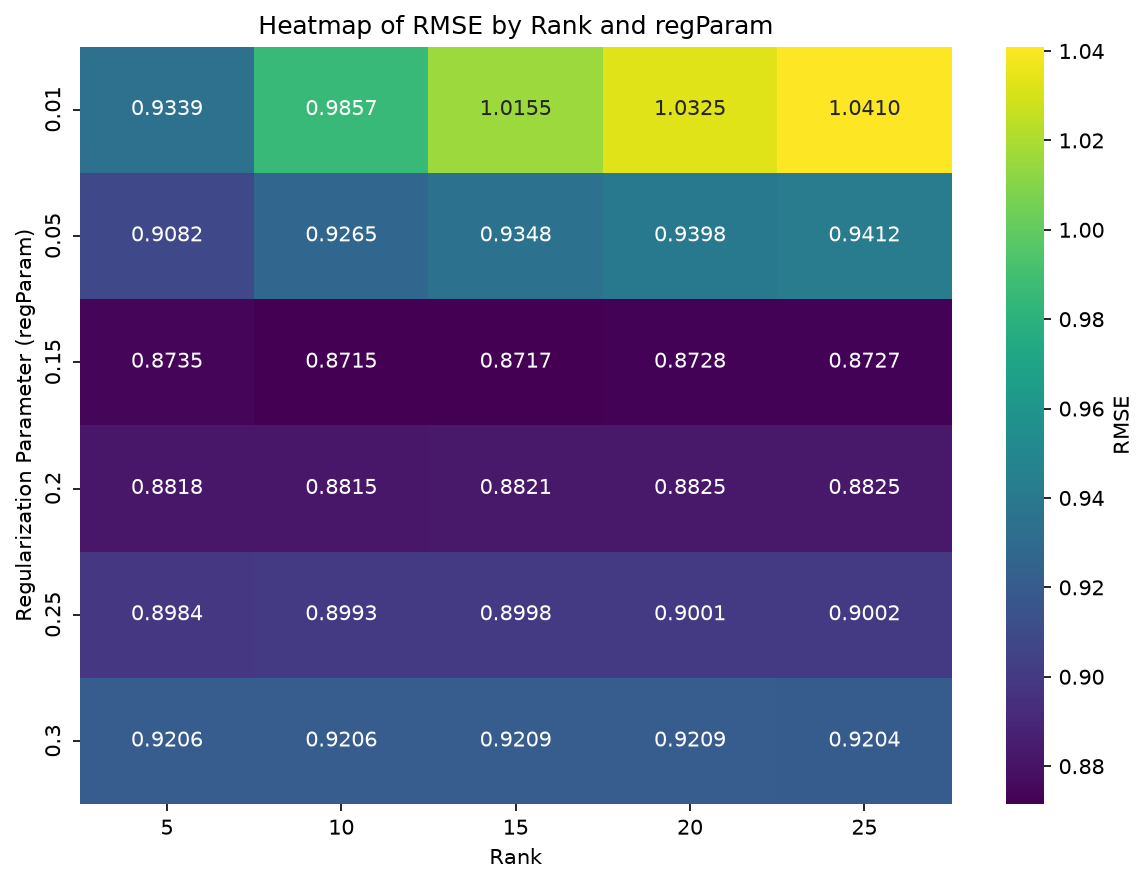 Heatmap of RMSE by Rank and regParam
Regularization Parameter (regParam)
0.01 0.9339 0.9857 1.0155 1.0325 1.0410
0.05 0.9082 0.9265 0.9348 0.9398 0.9412
0.15 0.8735 0.8715 0.8717 0.8728 0.8727
0.2 0.8818 0.8815 0.8821 0.8825 0.8825
0.25 0.8984 0.8993 0.8998 0.9001 0.9002
0.3 0.9206 0.9206 0.9209 0.9209 0.9204
5 10 15 20 25
Rank
1.04
1.02
1.00
0.98
0.96
0.94
0.92
0.90
0.88
RMSE